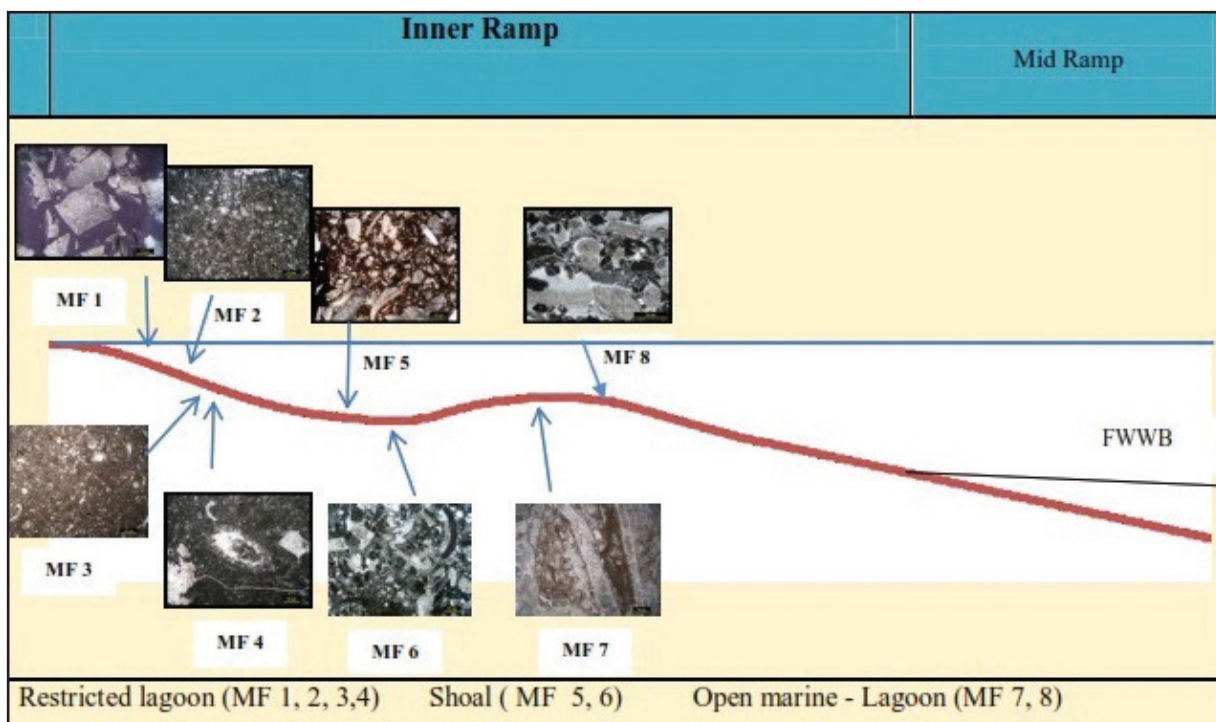 Inner Ramp
Mid Ramp
MF 1
MF 2
MF 5
MF 8
FWWB
MF 3
MF 4
MF 6
MF 7
Restricted lagoon (MF 1, 2, 3,4) Shoal ( MF 5, 6) Open marine - Lagoon (MF 7, 8)